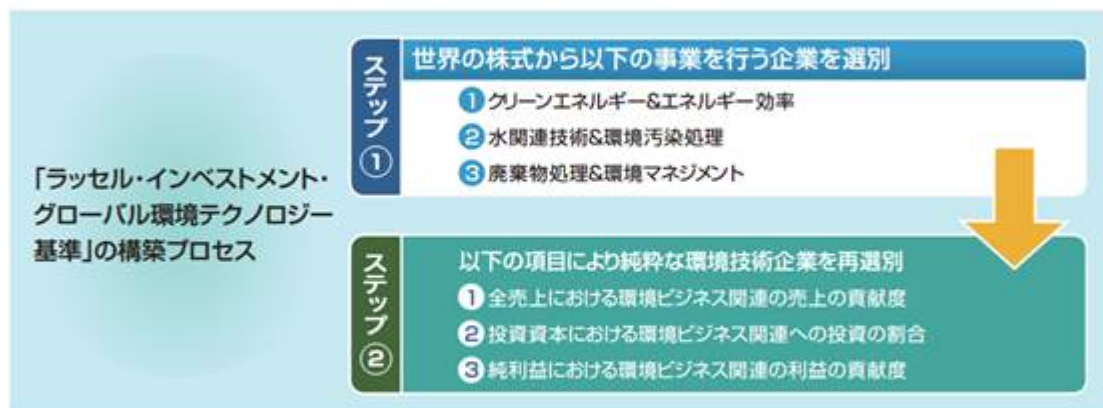 「ラッセル・インベストメント・
グローバル環境テクノロジー
基準」の構築プロセス
ステップ①
世界の株式から以下の事業を行う企業を選別
❶クリーンエネルギー&エネルギー効率
❷水関連技術&環境汚染処理
❸廃棄物処理&環境マネジメント
ステップ②
以下の項目により純粋な環境技術企業を再選別
❶全売上における環境ビジネス関連の売上の貢献度
❷投資資本における環境ビジネス関連への投資の割合
❸純利益における環境ビジネス関連の利益の貢献度